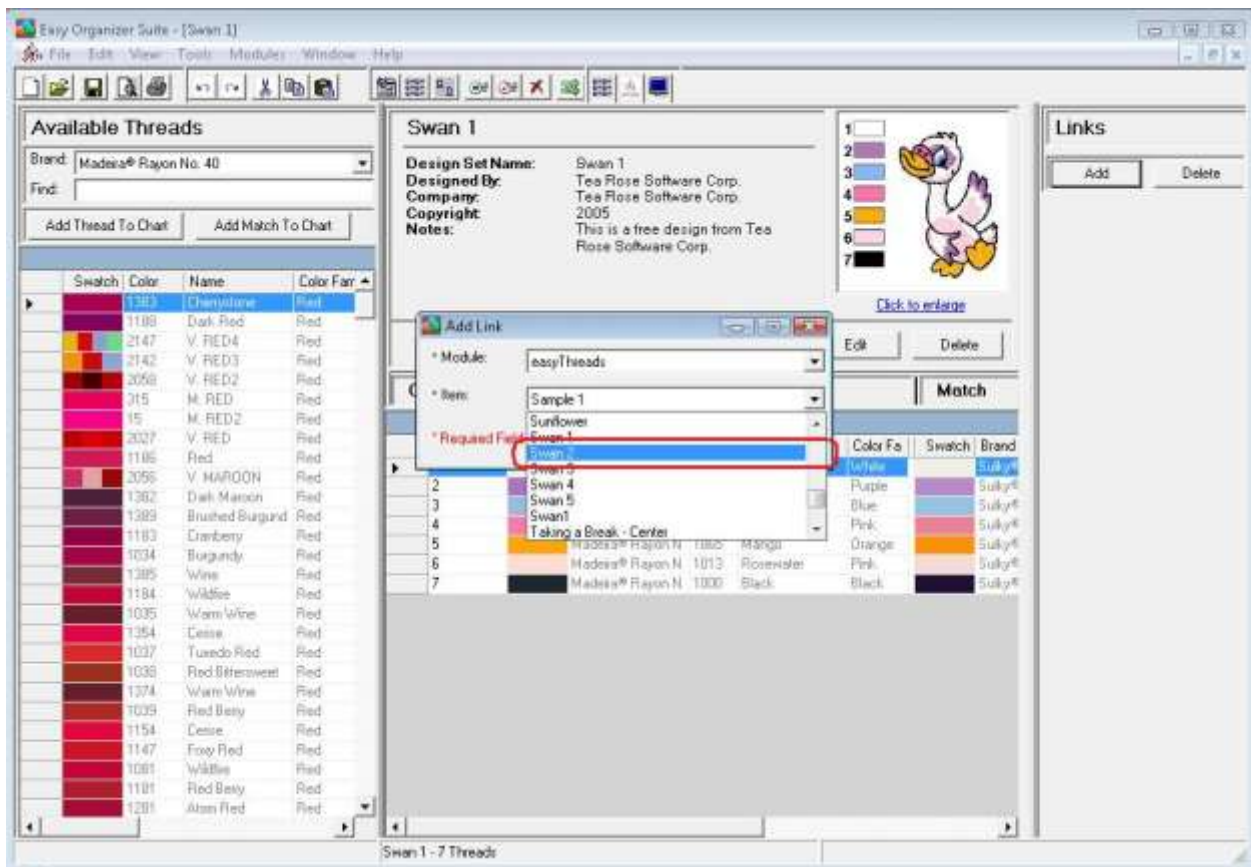 Easy Organizer Suite - [Swan 1]
File Edit View Tools Modules Window Help
Available Threads
Brand: Madeira® Rayon No. 40
Find:
Add Thread To Chart Add Match To Chart
Swatch Color Name Color Farr
1383 Cherrystone Red
1188 Dark Red Red
2147 V. RED4 Red
2142 V. RED3 Red
2058 V. RED2 Red
315 M. RED Red
15 M. RED2 Red
2027 V. RED Red
1186 Red Red
2056 V. MAROON Red
1382 Dark Maroon Red
1389 Brushed Burgund Red
1183 Cranberry Red
1034 Burgundy Red
1385 Wine Red
1184 Wildfire Red
1035 Warm Wine Red
1354 Cerise Red
1037 Tuxedo Red Red
1038 Red Bittersweet Red
1374 Warm Wine Red
1039 Red Berry Red
1154 Cerise Red
1147 Foxy Red Red
1081 Wildfire Red
1181 Red Berry Red
1281 Atom Red Red
Swan 1
Design Set Name: Swan 1
Designed By: Tea Rose Software Corp.
Company: Tea Rose Software Corp.
Copyright: 2005
Notes: This is a free design from Tea
Rose Software Corp.
1
2
3
4
5
6
7
Click to enlarge
Edit Delete
Match
Add Link
* Module: easyThreads
* Item: Sample 1
* Required Field
Sunflower
Swan 1
Swan 2
Swan 3
Swan 4
Swan 5
Swan1
Taking a Break - Center
Color Fa Swatch Brand
White Sulky®
2 Purple Sulky®
3 Blue Sulky®
4 Pink Sulky®
5 Madeira® Rayon N 1065 Mango Orange Sulky®
6 Madeira® Rayon N 1013 Rosewater Pink Sulky®
7 Madeira® Rayon N 1000 Black Black Sulky®
Links
Add Delete
Swan 1 - 7 Threads